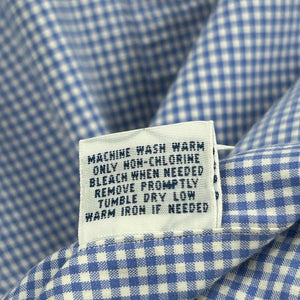 MACHINE WASH WARM
ONLY NON-CHLORINE
BLEACH WHEN NEEDED
REMOVE PROMPTLY
TUMBLE DRY LOW
WARM IRON IF NEEDED